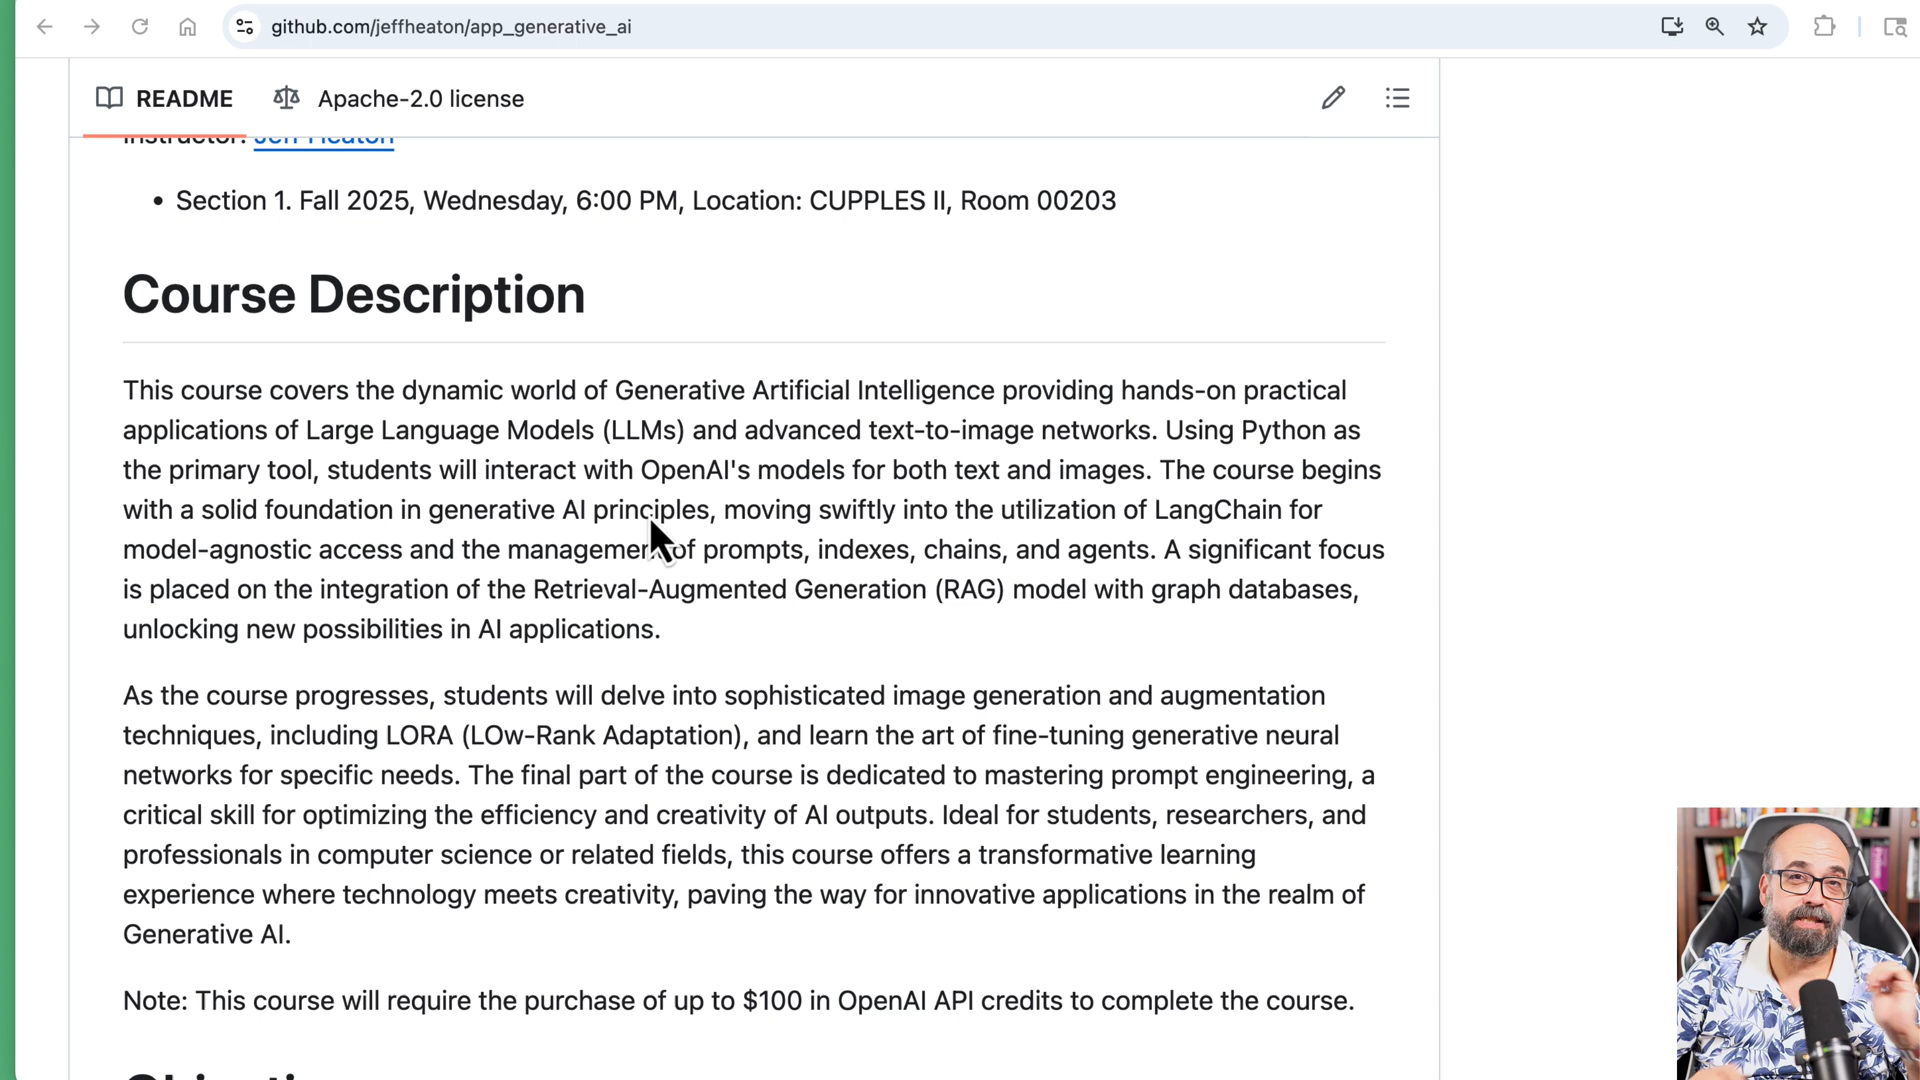 github.com/jeffheaton/app_generative_ai
README
Apache-2.0 license
Instructor: Jeff Heaton
Section 1. Fall 2025, Wednesday, 6:00 PM, Location: CUPPLES II, Room 00203
Course Description
This course covers the dynamic world of Generative Artificial Intelligence providing hands-on practical
applications of Large Language Models (LLMs) and advanced text-to-image networks. Using Python as
the primary tool, students will interact with OpenAI's models for both text and images. The course begins
with a solid foundation in generative AI principles, moving swiftly into the utilization of LangChain for
model-agnostic access and the management of prompts, indexes, chains, and agents. A significant focus
is placed on the integration of the Retrieval-Augmented Generation (RAG) model with graph databases,
unlocking new possibilities in AI applications.
As the course progresses, students will delve into sophisticated image generation and augmentation
techniques, including LORA (LOw-Rank Adaptation), and learn the art of fine-tuning generative neural
networks for specific needs. The final part of the course is dedicated to mastering prompt engineering, a
critical skill for optimizing the efficiency and creativity of AI outputs. Ideal for students, researchers, and
professionals in computer science or related fields, this course offers a transformative learning
experience where technology meets creativity, paving the way for innovative applications in the realm of
Generative AI.
Note: This course will require the purchase of up to $100 in OpenAI API credits to complete the course.